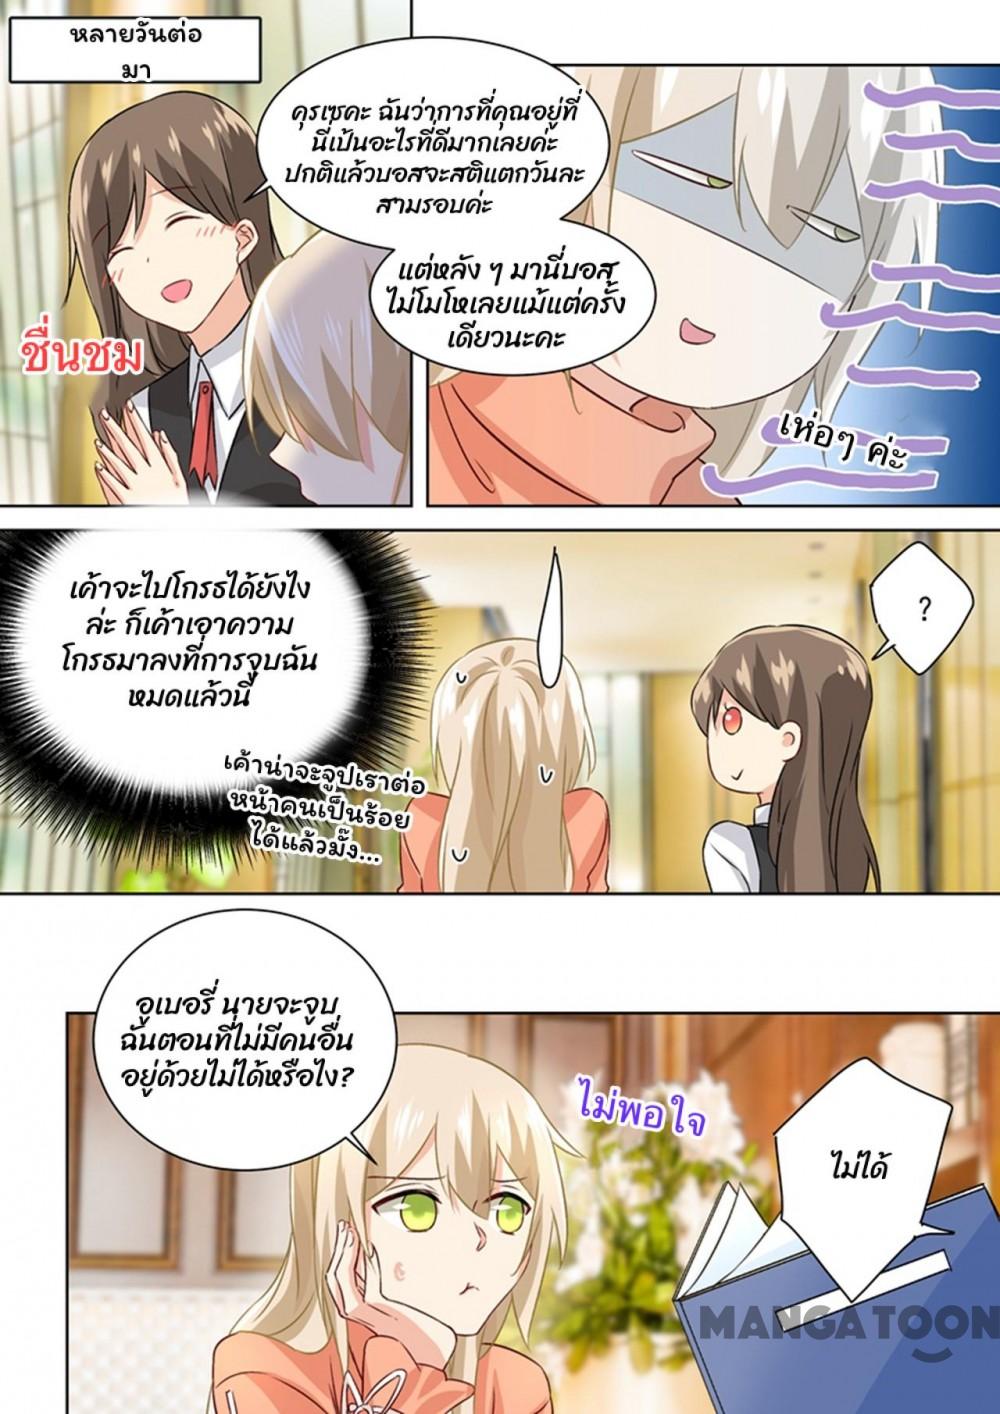 หลายวันต่อ
มา
คุรเซคะ ฉันว่าการที่คุณอยู่ที่
นี่เป้นอะไรที่ดีมากเลยค่ะ
ปกติแล้วบอสจะสติแตกวันละ
สามรอบค่ะ
แต่หลัง ๆ มานี่บอส
ไม่โมโหเลยแม้แต่ครั้ง
เดียวนะคะ
ชื่นชม
เห่อๆ ค่ะ
เค้าจะไปโกรธได้ยังไง
ล่ะ ก็เค้าเอาความ
โกรธมาลงที่การจูบฉัน
หมดแล้วนี่
เค้าน่าจะจูปเราต่อ
หน้าคนเป็นร้อย
ได้แล้วมั๊ง...
?
อูเบอรี่ นายจะจูบ
ฉันตอนที่ไม่มีคนอื่น
อยู่ด้วยไม่ได้หรือไง?
ไม่พอใจ
ไม่ได้
MANGATOON